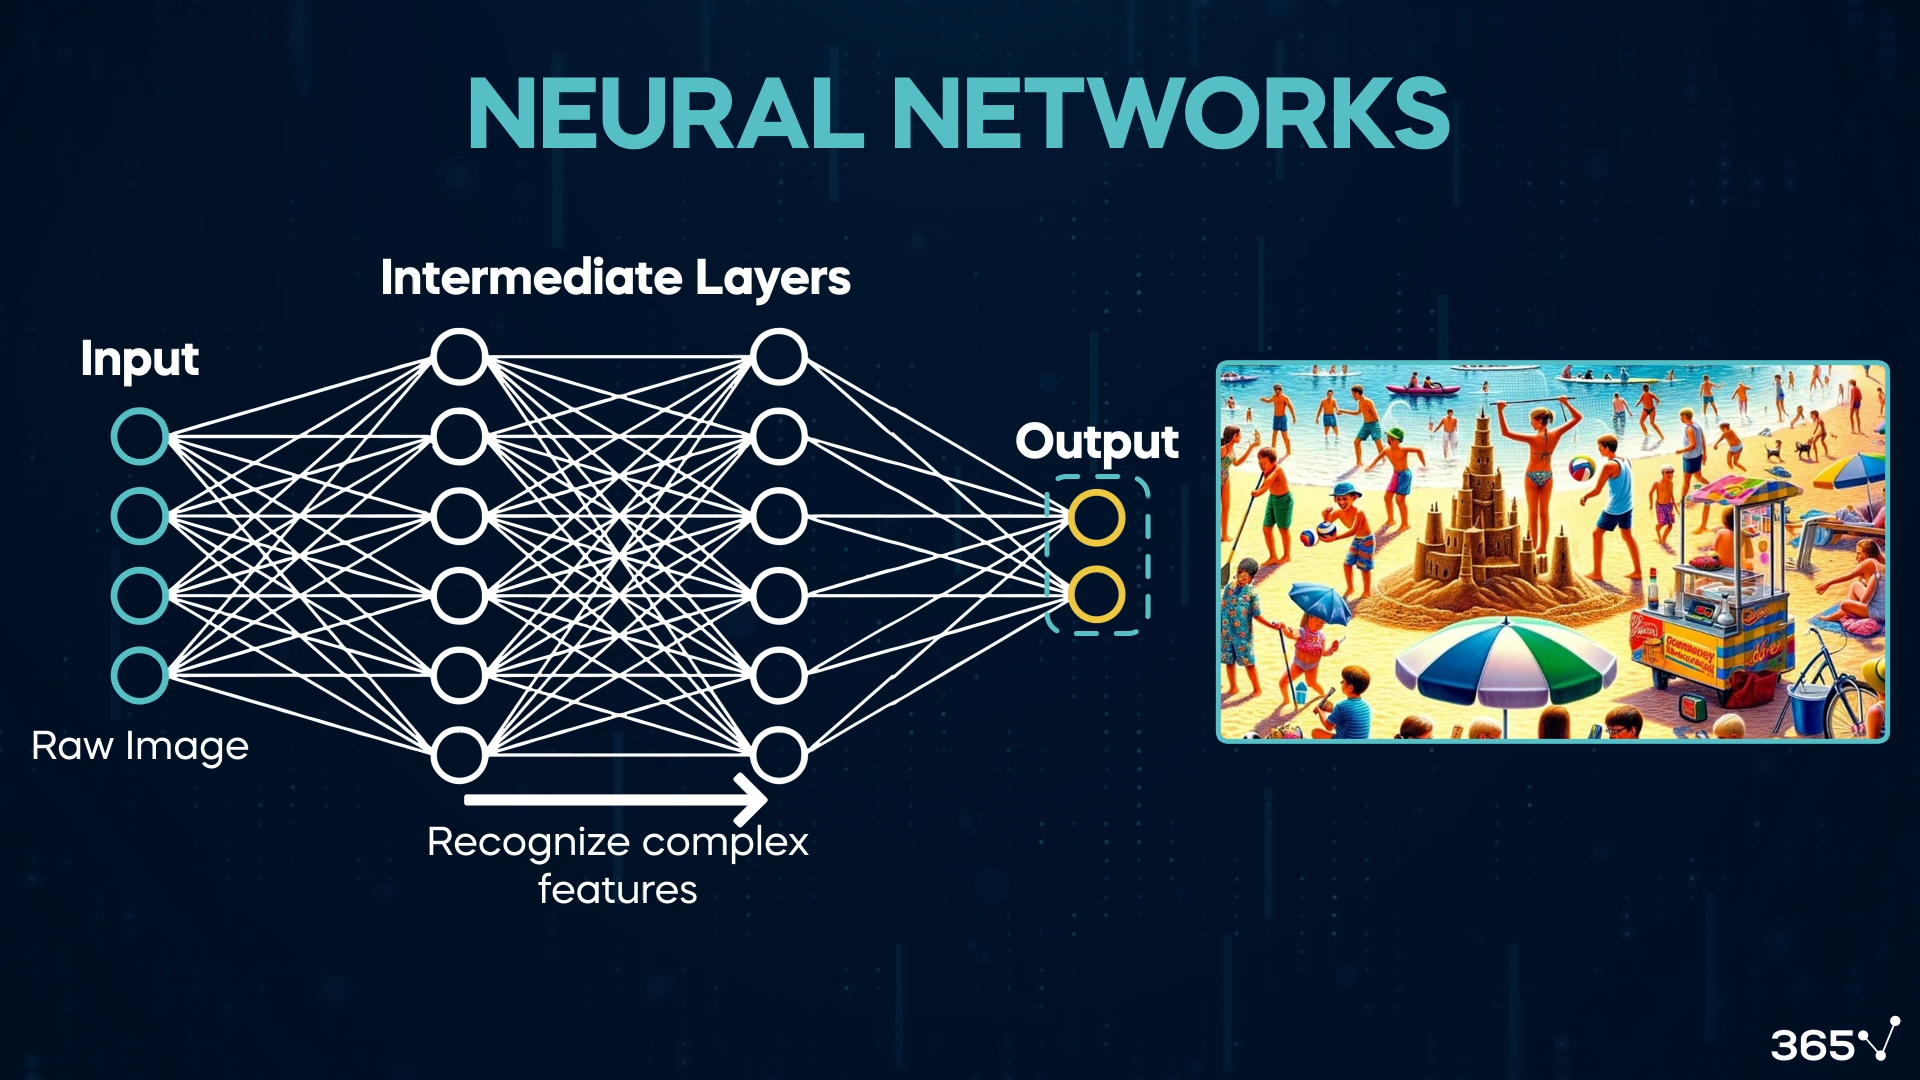 NEURAL NETWORKS
Intermediate Layers
Input
Output
Raw Image
Recognize complex
features
365